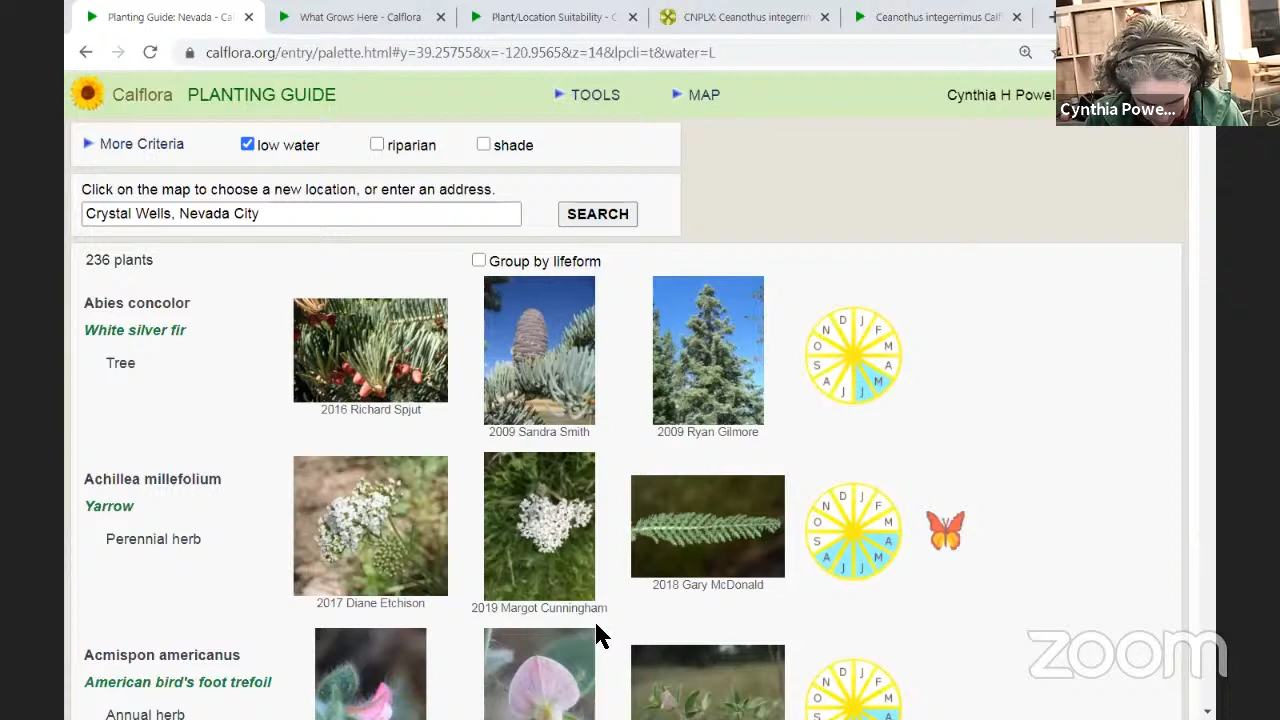 Planting Guide: Nevada - Cal
What Grows Here - Calflora
Plant/Location Suitability - C
CNPLX: Ceanothus integerrim
Ceanothus integerrimus Calf
calflora.org/entry/palette.html#y=39.25755&x=-120.9565&z=14&lpcli=t&water=L
Calflora PLANTING GUIDE
TOOLS
MAP
Cynthia H Powel
Cynthia Powe...
More Criteria
low water
riparian
shade
Click on the map to choose a new location, or enter an address.
Crystal Wells, Nevada City
SEARCH
236 plants
Group by lifeform
Abies concolor
White silver fir
Tree
2016 Richard Spjut
2009 Sandra Smith
2009 Ryan Gilmore
D J
N F
O M
S A
A M
J J
Achillea millefolium
Yarrow
Perennial herb
2017 Diane Etchison
2019 Margot Cunningham
2018 Gary McDonald
D J
N F
O M
S A
A M
J J
Acmispon americanus
American bird's foot trefoil
Annual herb
D J
N F
O M
S A
zoom